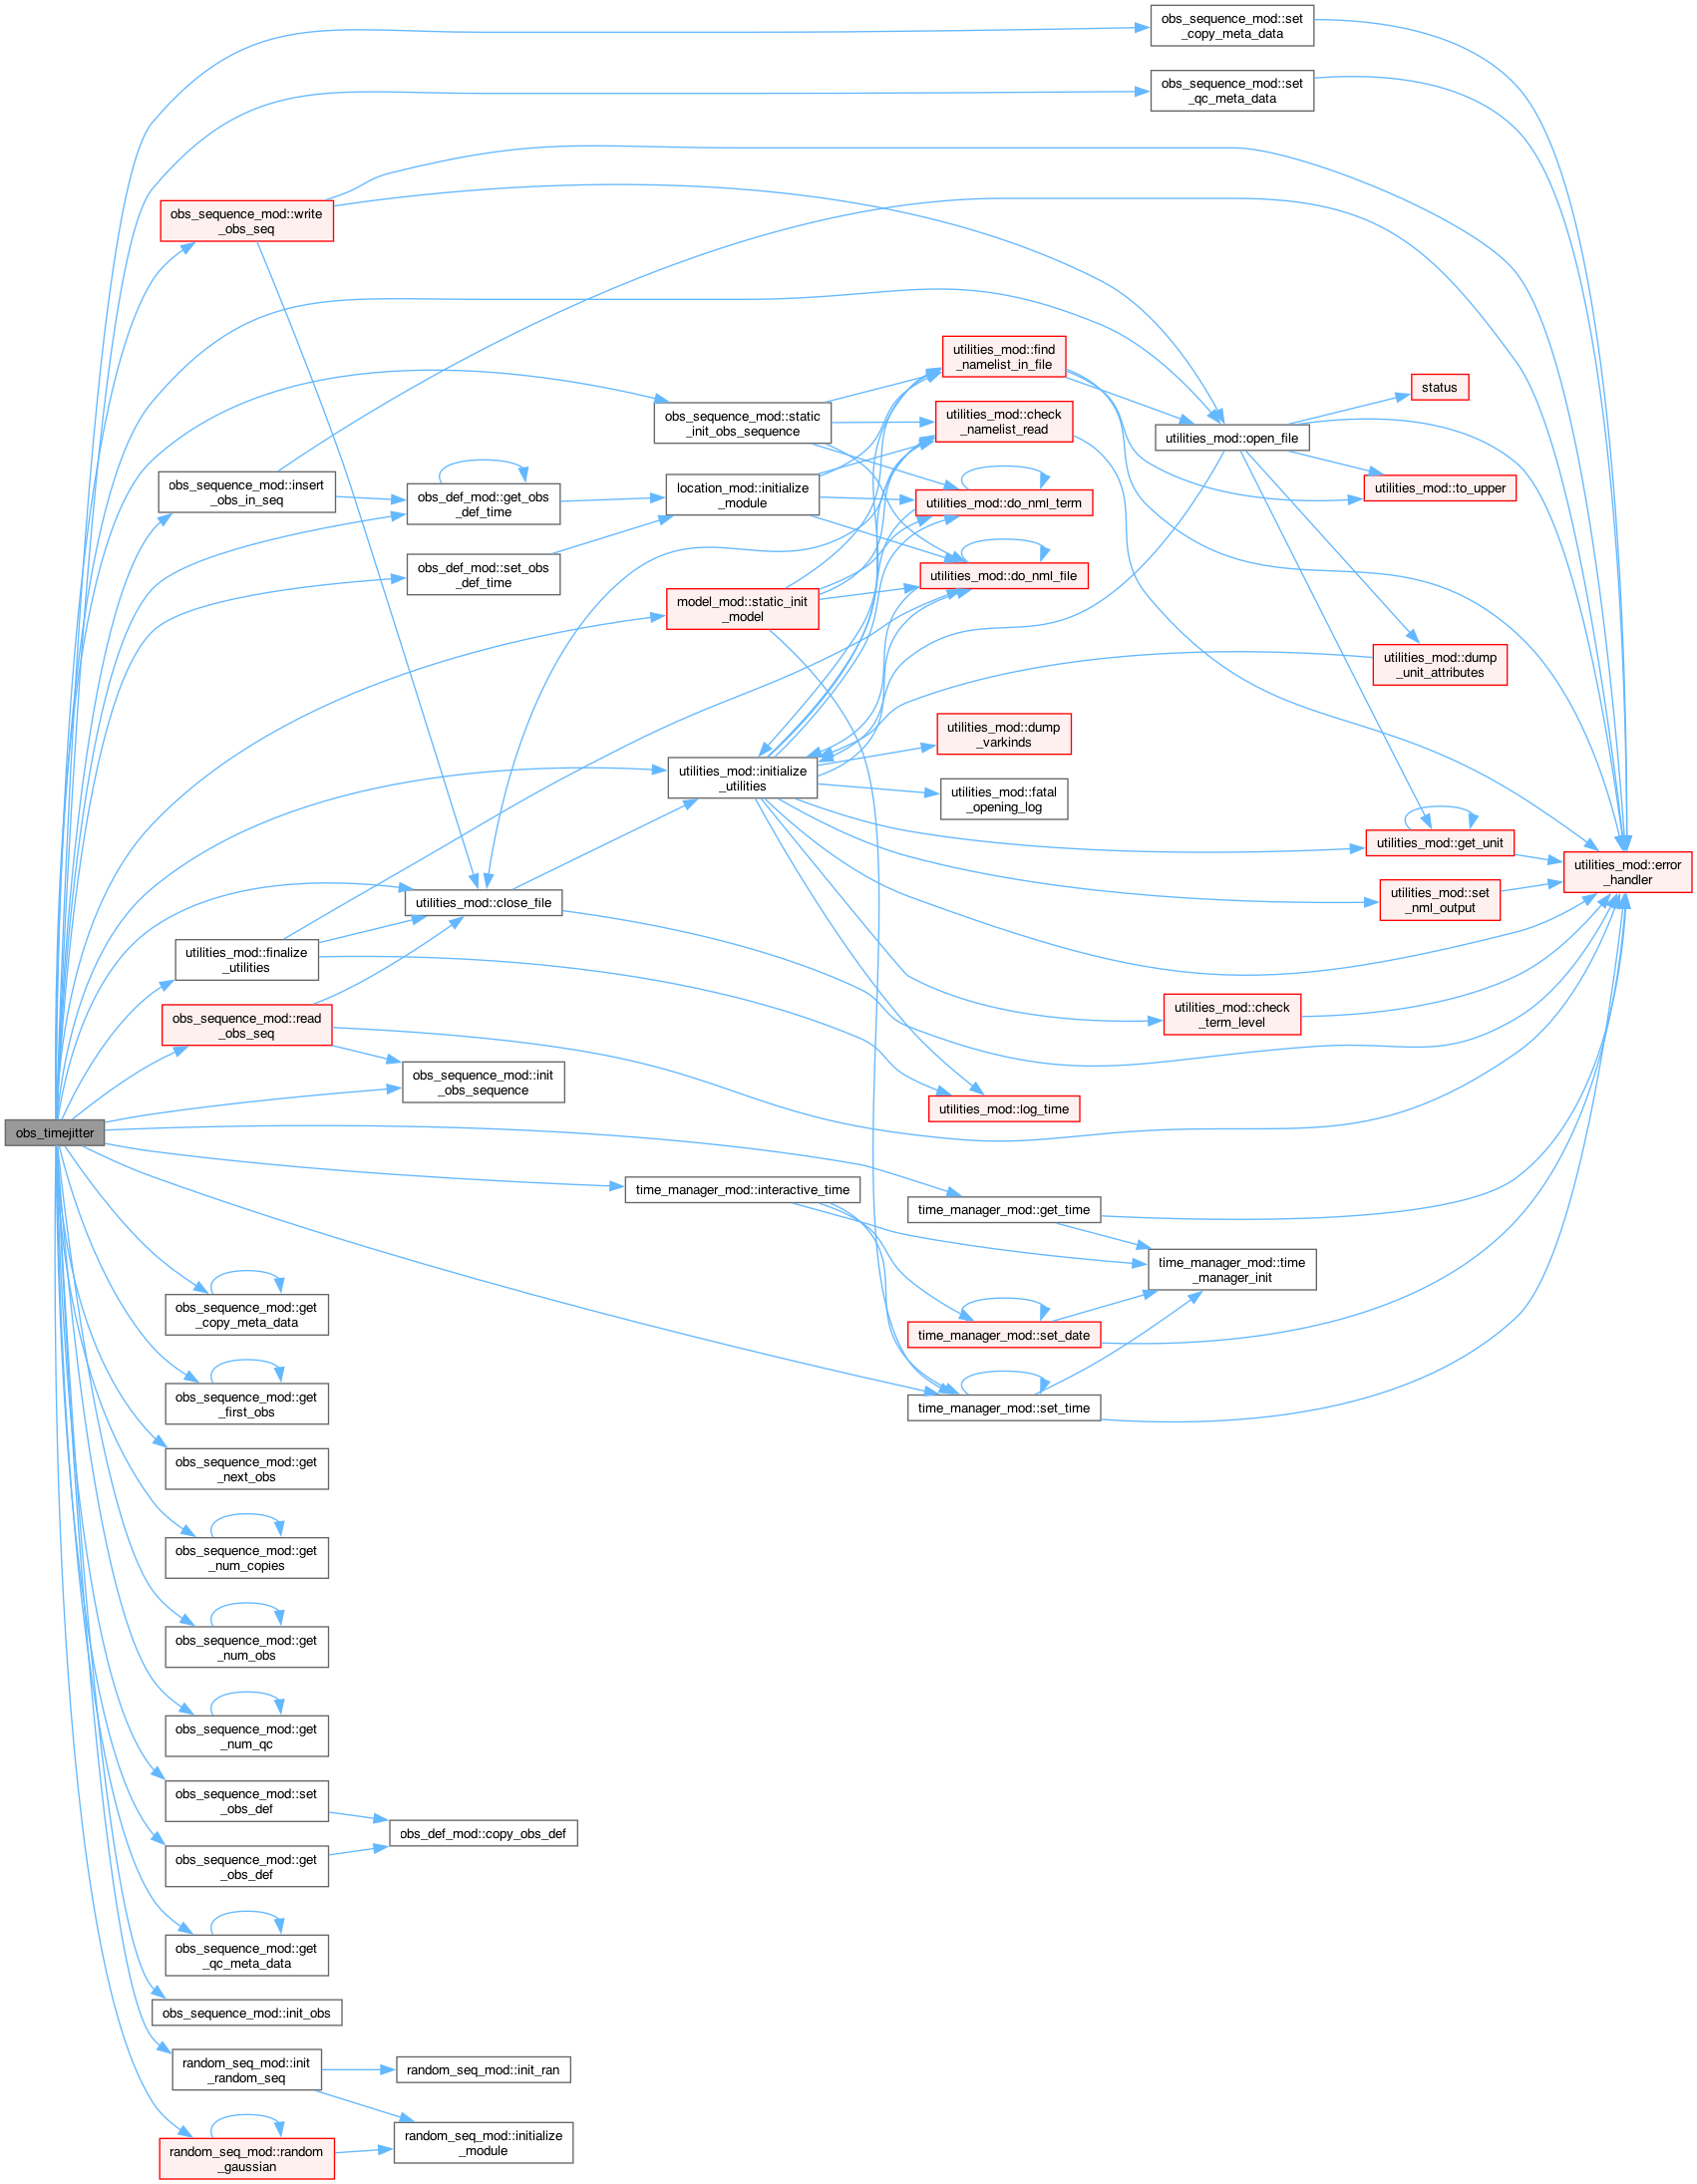 obs_sequence_mod::set
_copy_meta_data
obs_sequence_mod::set
_qc_meta_data
obs_sequence_mod::write
_obs_seq
utilities_mod::find
_namelist_in_file
status
obs_sequence_mod::static
_init_obs_sequence
utilities_mod::check
_namelist_read
utilities_mod::open_file
obs_sequence_mod::insert
_obs_in_seq
obs_def_mod::get_obs
_def_time
location_mod::initialize
_module
utilities_mod::do_nml_term
utilities_mod::to_upper
obs_def_mod::set_obs
_def_time
utilities_mod::do_nml_file
model_mod::static_init
_model
utilities_mod::dump
_unit_attributes
utilities_mod::dump
_varkinds
utilities_mod::initialize
_utilities
utilities_mod::fatal
_opening_log
utilities_mod::get_unit
utilities_mod::error
_handler
utilities_mod::set
_nml_output
utilities_mod::close_file
utilities_mod::finalize
_utilities
obs_sequence_mod::read
_obs_seq
utilities_mod::check
_term_level
obs_sequence_mod::init
_obs_sequence
utilities_mod::log_time
obs_timejitter
time_manager_mod::interactive_time
time_manager_mod::get_time
time_manager_mod::time
_manager_init
obs_sequence_mod::get
_copy_meta_data
time_manager_mod::set_date
obs_sequence_mod::get
_first_obs
time_manager_mod::set_time
obs_sequence_mod::get
_next_obs
obs_sequence_mod::get
_num_copies
obs_sequence_mod::get
_num_obs
obs_sequence_mod::get
_num_qc
obs_sequence_mod::set
_obs_def
obs_def_mod::copy_obs_def
obs_sequence_mod::get
_obs_def
obs_sequence_mod::get
_qc_meta_data
obs_sequence_mod::init_obs
random_seq_mod::init
_random_seq
random_seq_mod::init_ran
random_seq_mod::initialize
_module
random_seq_mod::random
_gaussian